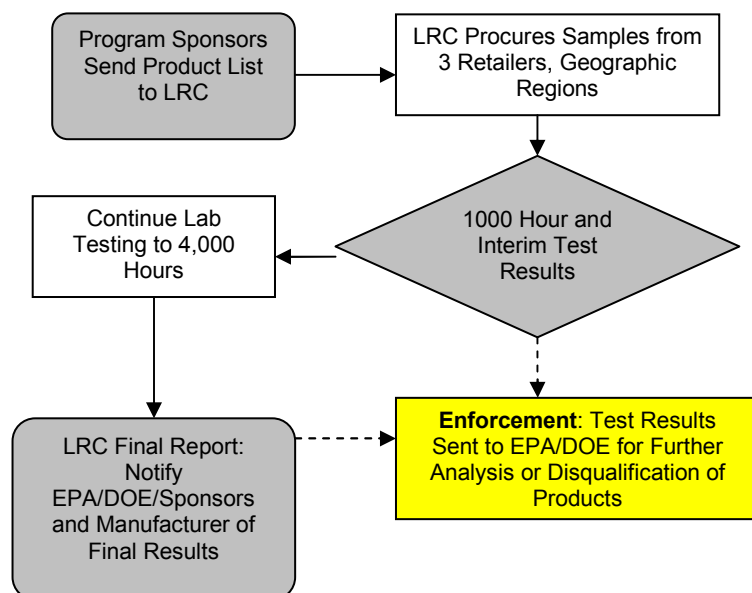 Program Sponsors
Send Product List
to LRC
LRC Procures Samples from
3 Retailers, Geographic
Regions
1000 Hour and
Interim Test
Results
Continue Lab
Testing to 4,000
Hours
LRC Final Report:
Notify
EPA/DOE/Sponsors
and Manufacturer of
Final Results
Enforcement: Test Results
Sent to EPA/DOE for Further
Analysis or Disqualification of
Products